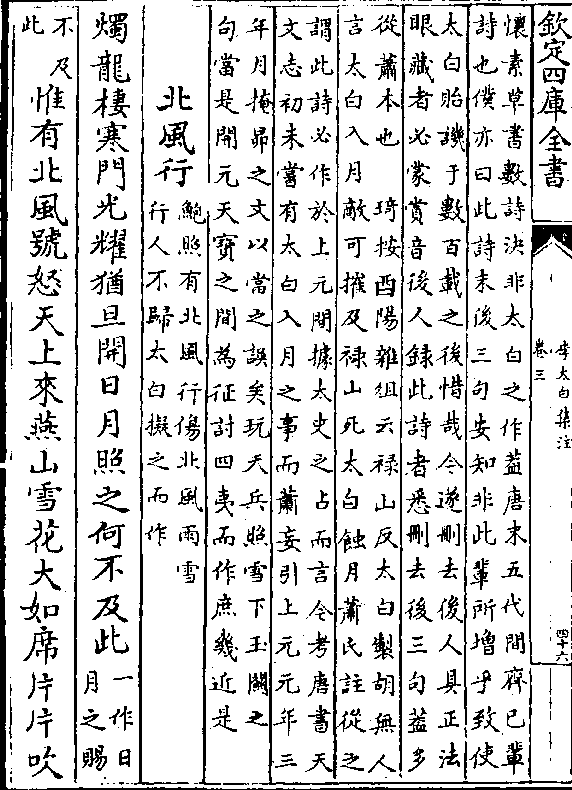 欽定四庫全書
李太白集注
卷三
四十六
懷素草書數詩決非太白之作葢唐末五代間齊已輩
詩也僕亦曰此詩末後三句安知非此輩所增乎致使
太白貽譏于數百載之後惜哉今遂刪去後人具正法
眼藏者必蒙賞音後人録此詩者悉刪去後三句葢多
從蕭本也　琦按酉陽雜俎云禄山反太白製胡無人
言太白入月敵可摧及禄山死太白蝕月蕭氏註從之
謂此詩必作於上元間據太史之占而言今考唐書天
文志初未嘗有太白入月之事而蕭妄引上元元年三
年月掩昴之文以當之誤矣玩天兵照雪下玉關之
句當是開元天寶之間為征討四夷而作庶幾近是
北風行
鮑照有北風行傷北風雨雪
行人不歸太白擬之而作
燭龍棲寒門光耀猶旦開日月照之何不及此
一作日
月之賜
不及
此
惟有北風號怒天上來燕山雪花大如席片片吹